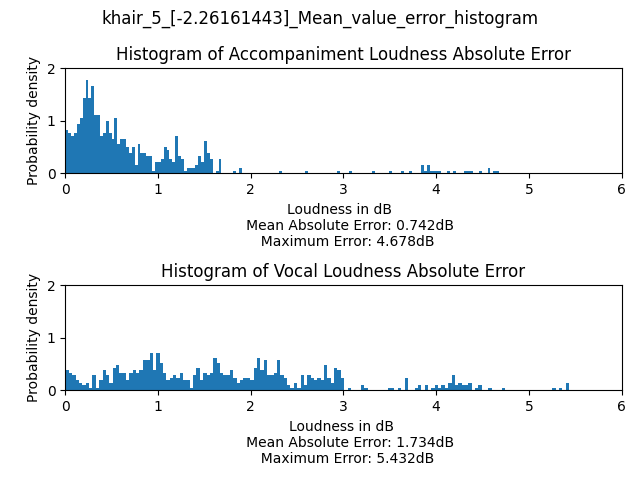 khair_5_[-2.26161443]_Mean_value_error_histogram
Histogram of Accompaniment Loudness Absolute Error
Probability density
2
1
0
0 1 2 3 4 5 6
Loudness in dB
Mean Absolute Error: 0.742dB
Maximum Error: 4.678dB
Histogram of Vocal Loudness Absolute Error
Probability density
2
1
0
0 1 2 3 4 5 6
Loudness in dB
Mean Absolute Error: 1.734dB
Maximum Error: 5.432dB